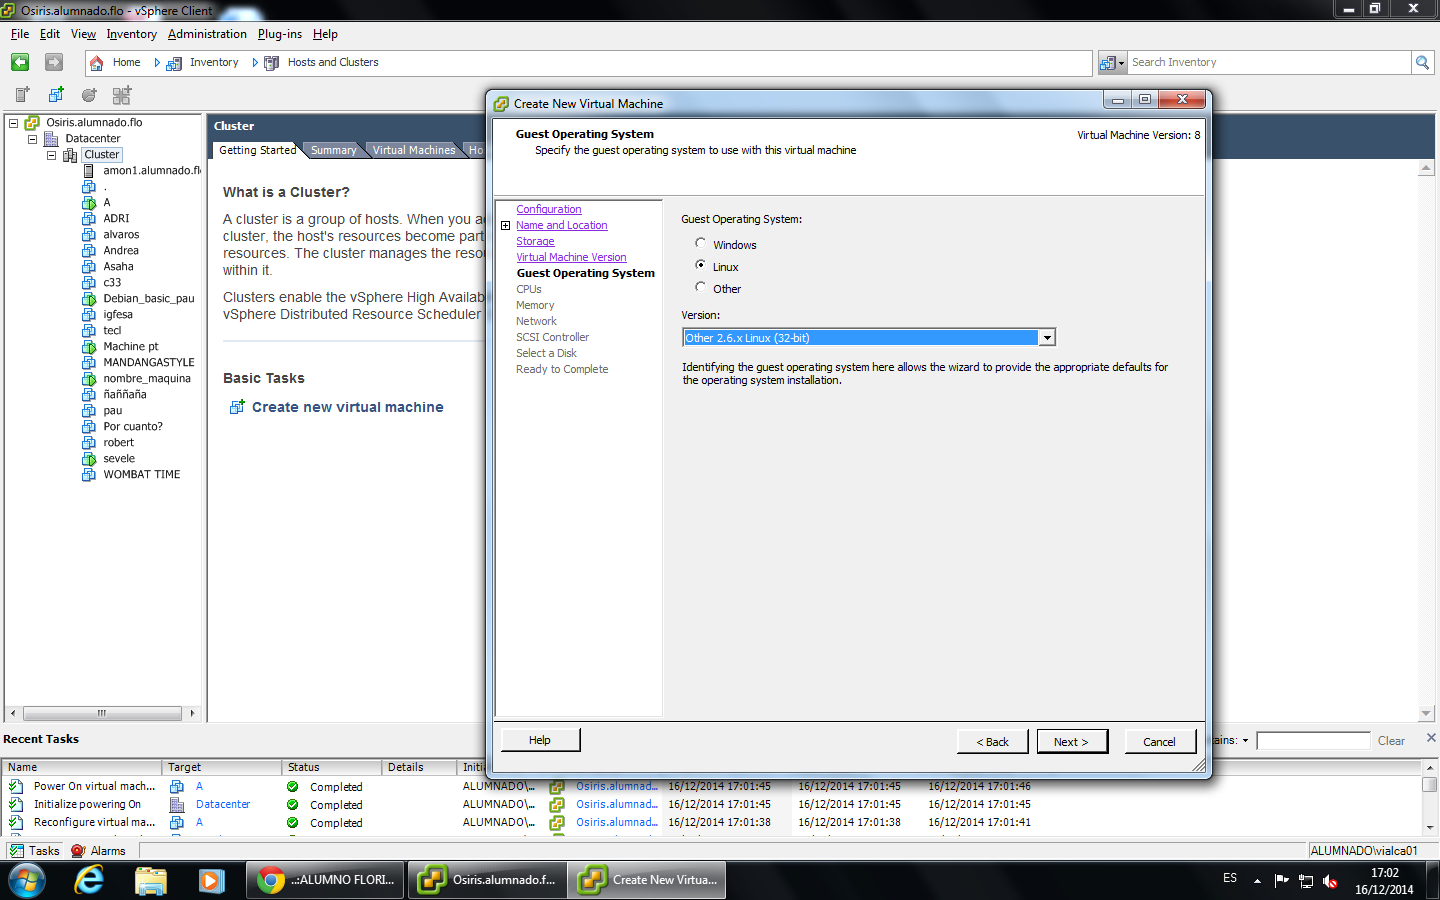 Osiris.alumnado.flo - vSphere Client
File Edit View Inventory Administration Plug-ins Help
Home Inventory Hosts and Clusters
Search Inventory
Osiris.alumnado.flo
Datacenter
Cluster
amon1.alumnado.fl
.
A
ADRI
alvaros
Andrea
Asaha
c33
Debian_basic_pau
igfesa
tecl
Machine pt
MANDANGASTYLE
nombre_maquina
ñaññaña
pau
Por cuanto?
robert
sevele
WOMBAT TIME
Cluster
Getting Started Summary Virtual Machines Ho
What is a Cluster?
A cluster is a group of hosts. When you a
cluster, the host's resources become part
resources. The cluster manages the reso
within it.
Clusters enable the vSphere High Availab
vSphere Distributed Resource Scheduler
Basic Tasks
Create new virtual machine
Create New Virtual Machine
Guest Operating System
Virtual Machine Version: 8
Specify the guest operating system to use with this virtual machine
Configuration
Name and Location
Storage
Virtual Machine Version
Guest Operating System
CPUs
Memory
Network
SCSI Controller
Select a Disk
Ready to Complete
Guest Operating System:
Windows
Linux
Other
Version:
Other 2.6.x Linux (32-bit)
Identifying the guest operating system here allows the wizard to provide the appropriate defaults for
the operating system installation.
Help < Back Next > Cancel
Recent Tasks
ains: Clear
Name Target Status Details Initi
Power On virtual mach... A Completed ALUMNADO\... Osiris.alumnad... 16/12/2014 17:01:45 16/12/2014 17:01:45 16/12/2014 17:01:46
Initialize powering On Datacenter Completed ALUMNADO\... Osiris.alumnad... 16/12/2014 17:01:45 16/12/2014 17:01:45 16/12/2014 17:01:45
Reconfigure virtual ma... A Completed ALUMNADO\... Osiris.alumnad... 16/12/2014 17:01:38 16/12/2014 17:01:38 16/12/2014 17:01:41
Tasks Alarms
ALUMNADO\vialca01
..:ALUMNO FLORI... Osiris.alumnado.f... Create New Virtua...
ES
17:02
16/12/2014